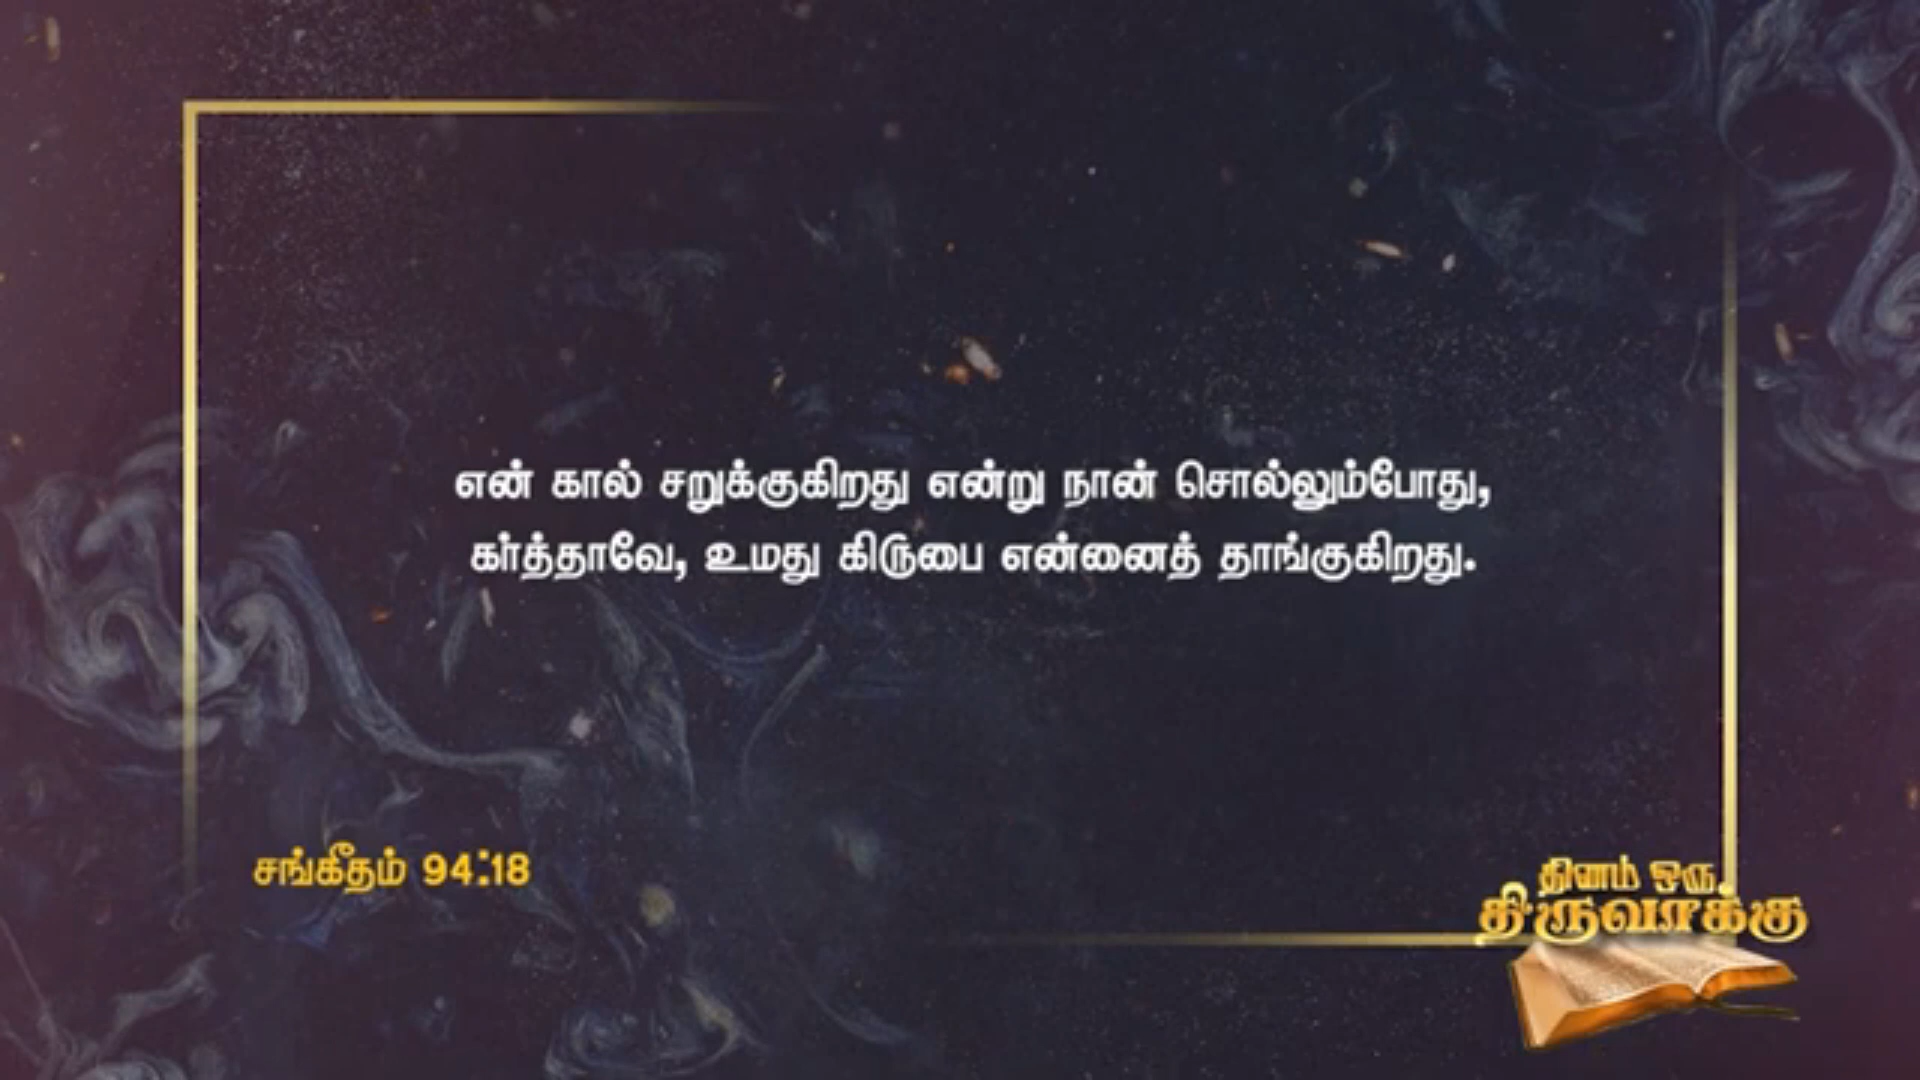 என் கால் சறுக்குகிறது என்று நான் சொல்லும்போது,
கர்த்தாவே, உமது கிருபை என்னைத் தாங்குகிறது.
சங்கீதம் 94:18
தினம் ஒரு
திருவாக்கு